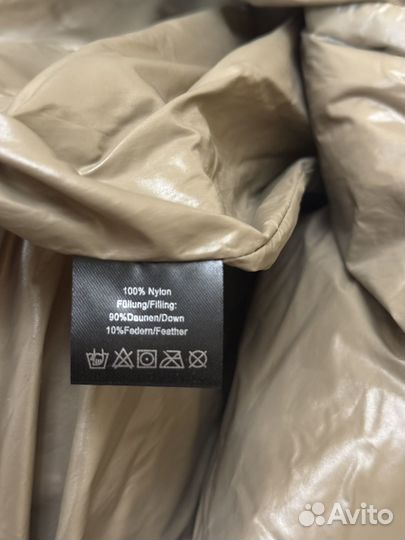 100% Nylon
Füllung/Filling:
90%Daunen/Down
10%Federn/Feather
Avito